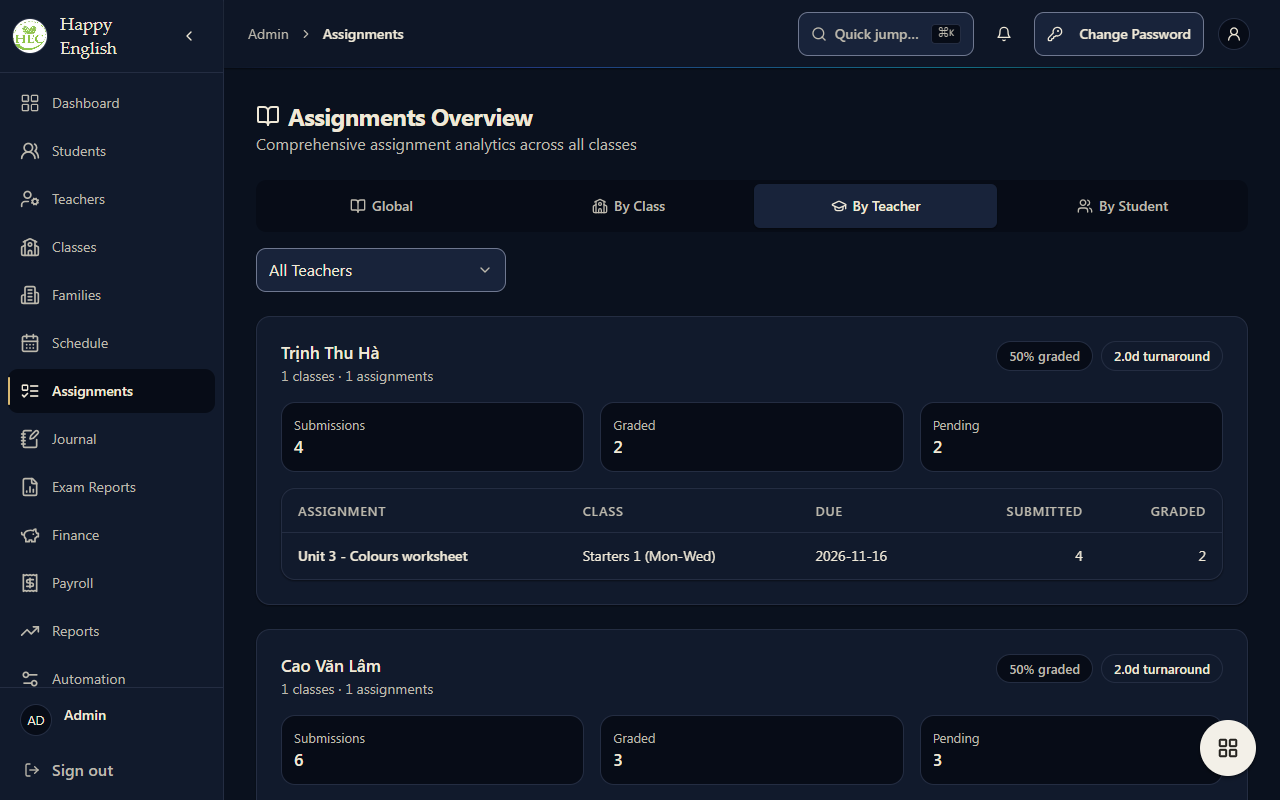 HEC
Happy
English
Admin
Assignments
Quick jump...
⌘K
Change Password
Dashboard
Students
Teachers
Classes
Families
Schedule
Assignments
Journal
Exam Reports
Finance
Payroll
Reports
Automation
AD
Admin
Sign out
Assignments Overview
Comprehensive assignment analytics across all classes
Global
By Class
By Teacher
By Student
All Teachers
Trịnh Thu Hà
1 classes · 1 assignments
50% graded
2.0d turnaround
Submissions
4
Graded
2
Pending
2
ASSIGNMENT CLASS DUE SUBMITTED GRADED
Unit 3 - Colours worksheet Starters 1 (Mon-Wed) 2026-11-16 4 2
Cao Văn Lâm
1 classes · 1 assignments
50% graded
2.0d turnaround
Submissions
6
Graded
3
Pending
3